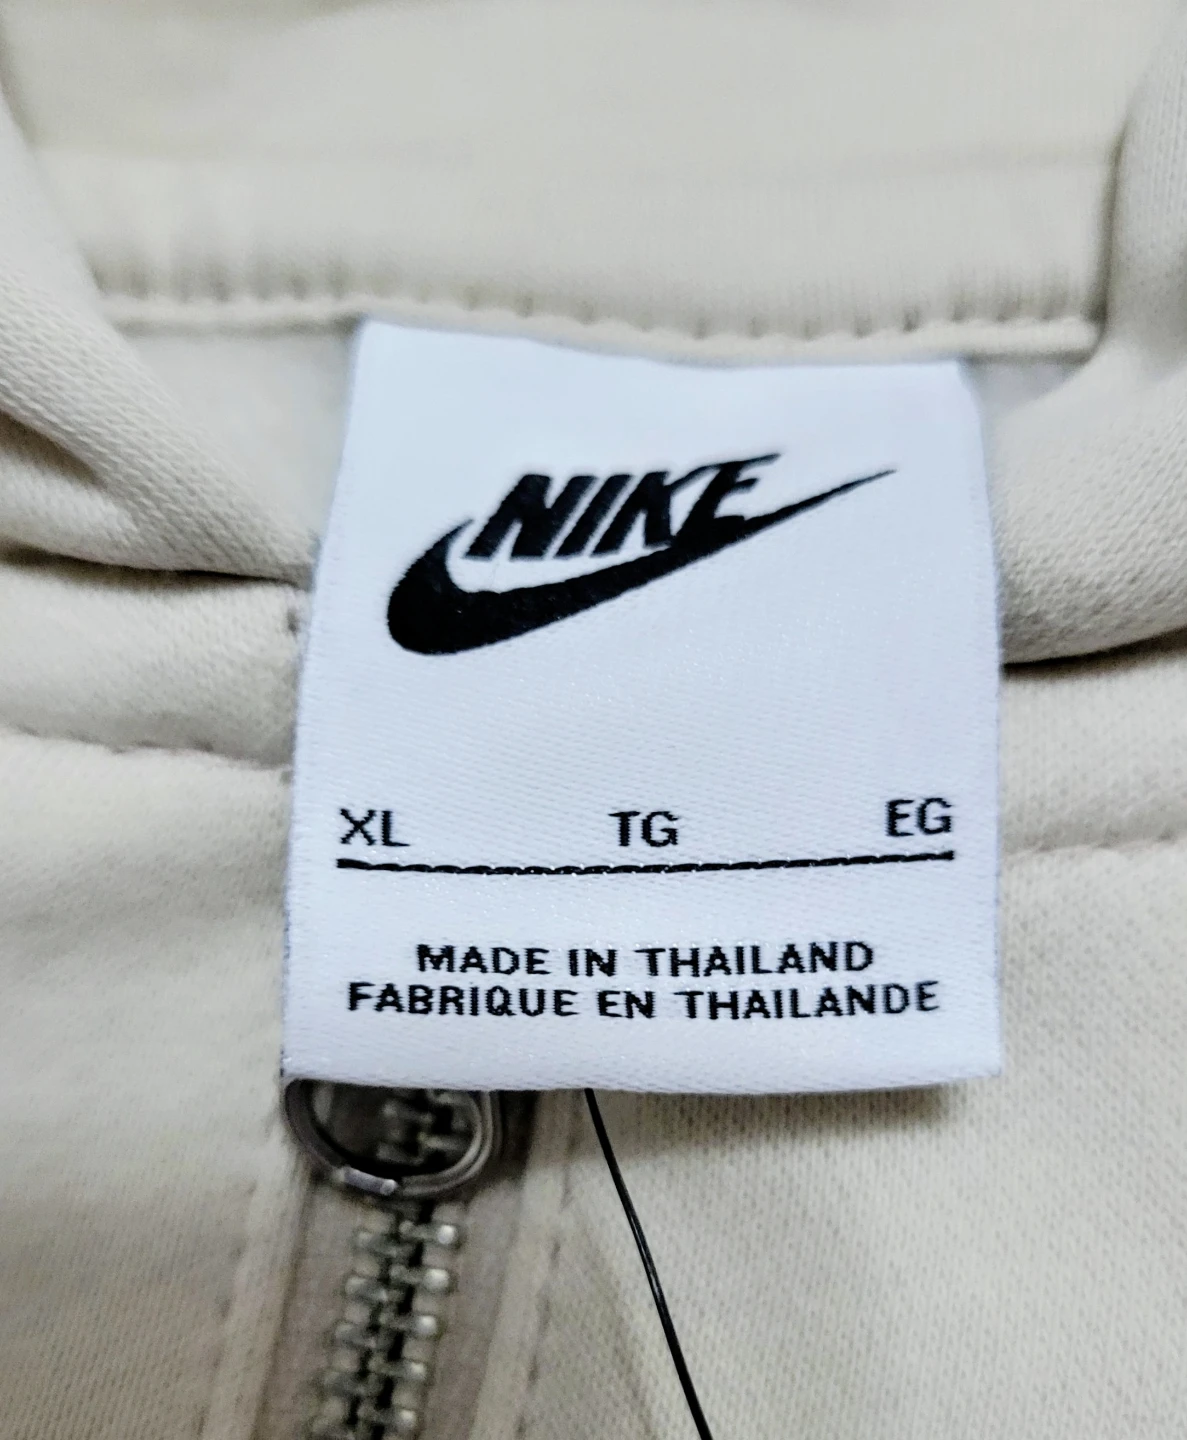 NIKE
XL TG EG
MADE IN THAILAND
FABRIQUE EN THAILANDE